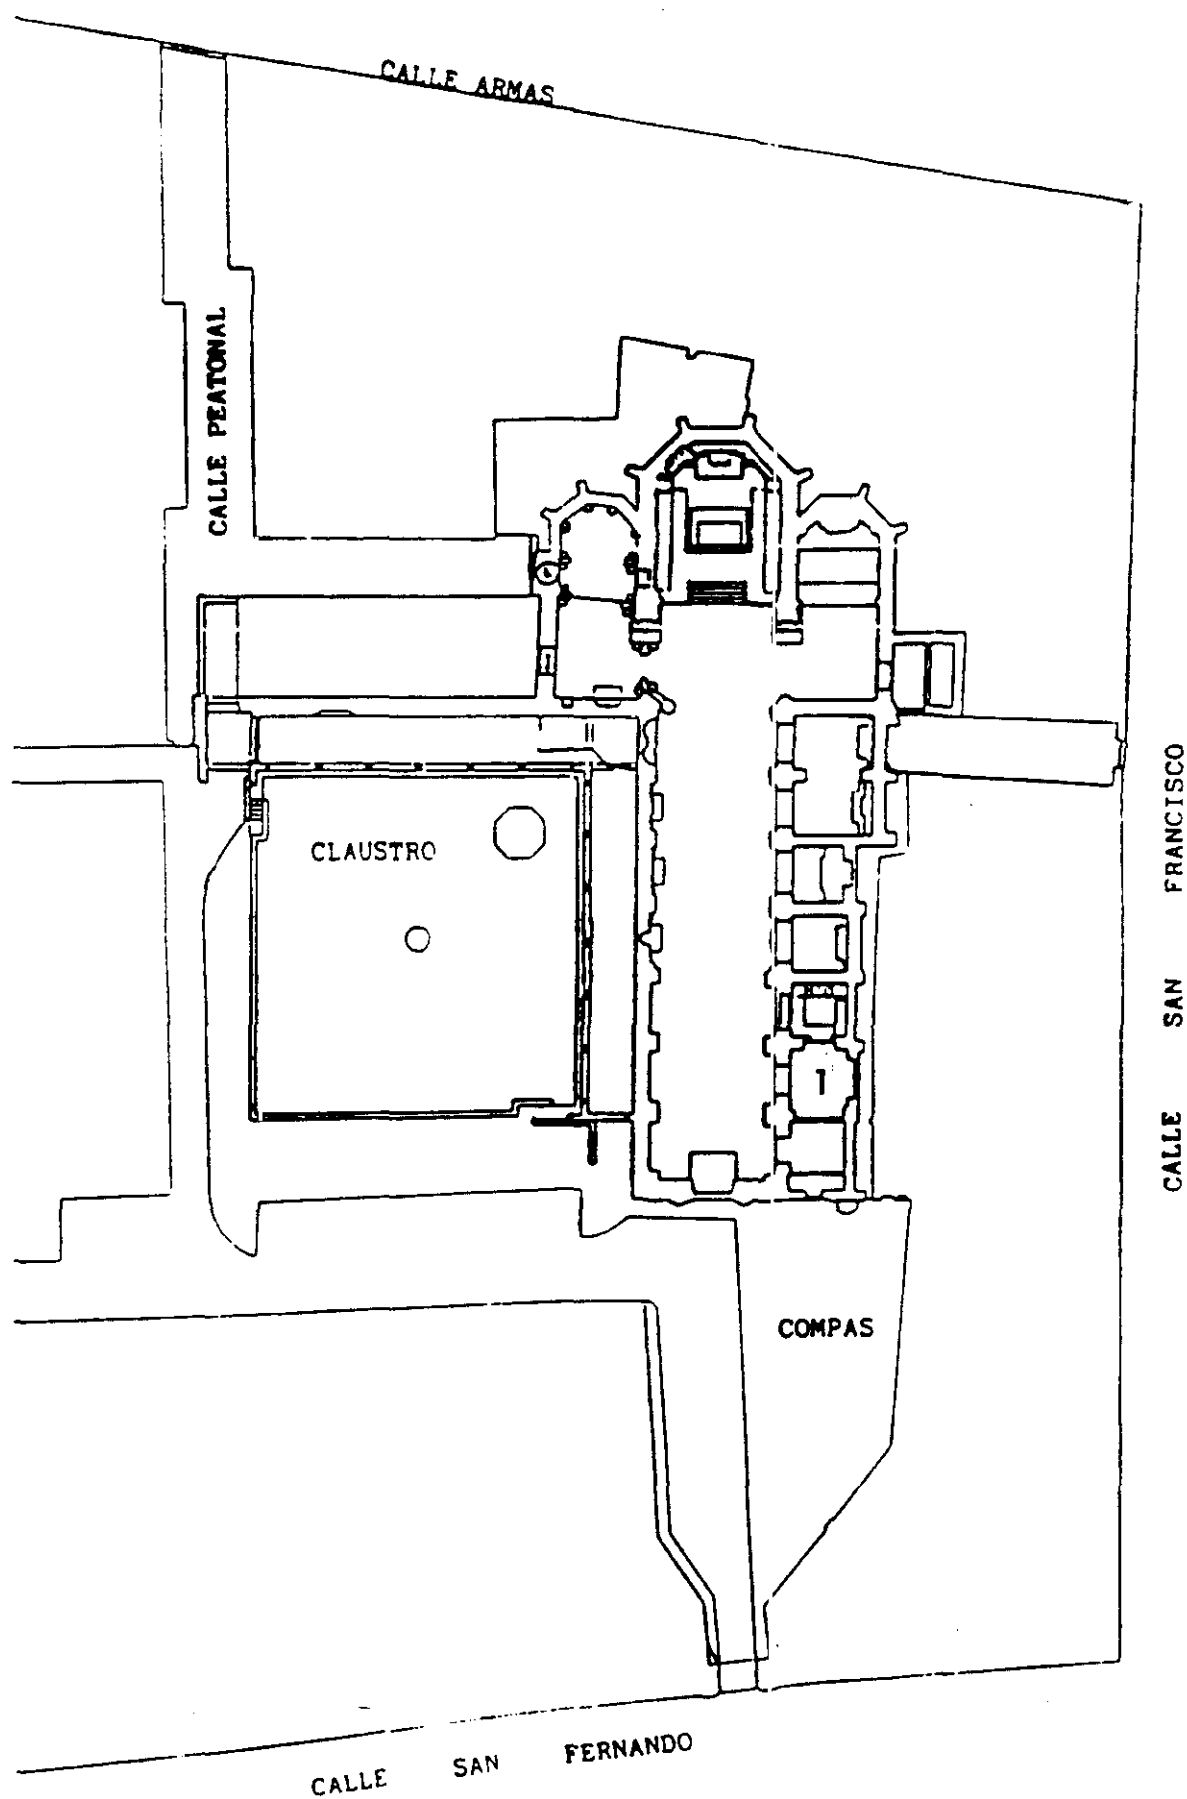 CALLE ARMAS
CALLE PEATONAL
CLAUSTRO
CALLE SAN FRANCISCO
1
COMPAS
CALLE SAN FERNANDO